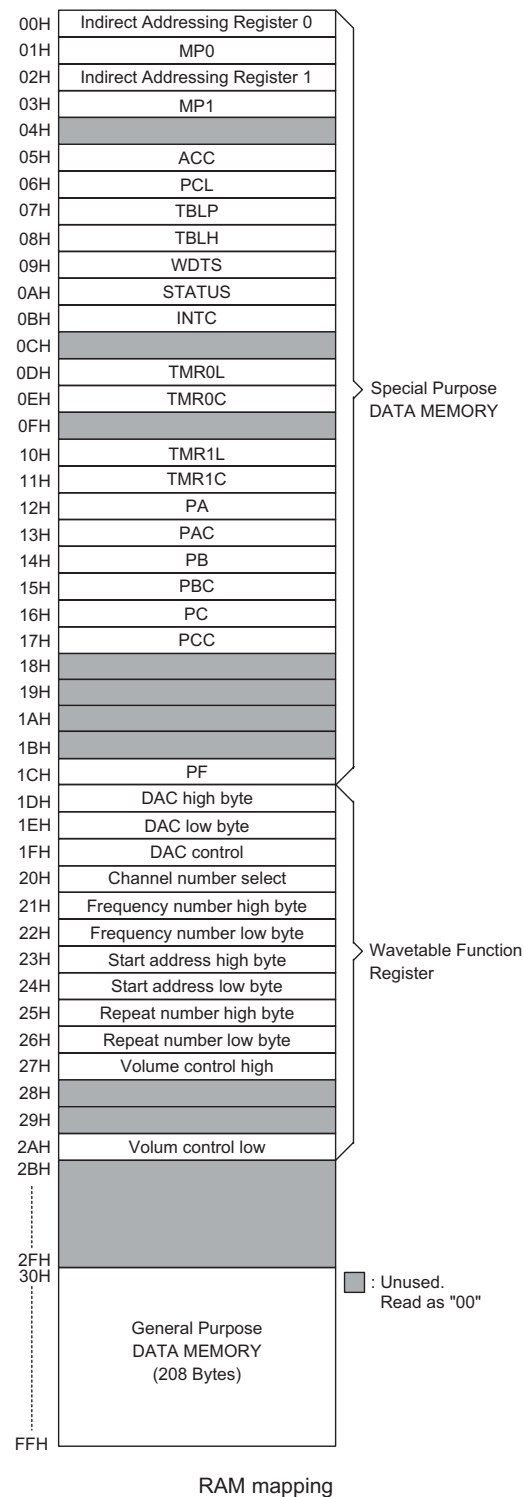 00H Indirect Addressing Register 0
01H MP0
02H Indirect Addressing Register 1
03H MP1
04H
05H ACC
06H PCL
07H TBLP
08H TBLH
09H WDTS
0AH STATUS
0BH INTC
0CH
0DH TMR0L
0EH TMR0C
0FH
10H TMR1L
11H TMR1C
12H PA
13H PAC
14H PB
15H PBC
16H PC
17H PCC
18H
19H
1AH
1BH
1CH PF
Special Purpose
DATA MEMORY
1DH DAC high byte
1EH DAC low byte
1FH DAC control
20H Channel number select
21H Frequency number high byte
22H Frequency number low byte
23H Start address high byte
24H Start address low byte
25H Repeat number high byte
26H Repeat number low byte
27H Volume control high
28H
29H
2AH Volum control low
Wavetable Function
Register
2BH
2FH
30H
: Unused.
Read as "00"
General Purpose
DATA MEMORY
(208 Bytes)
FFH
RAM mapping